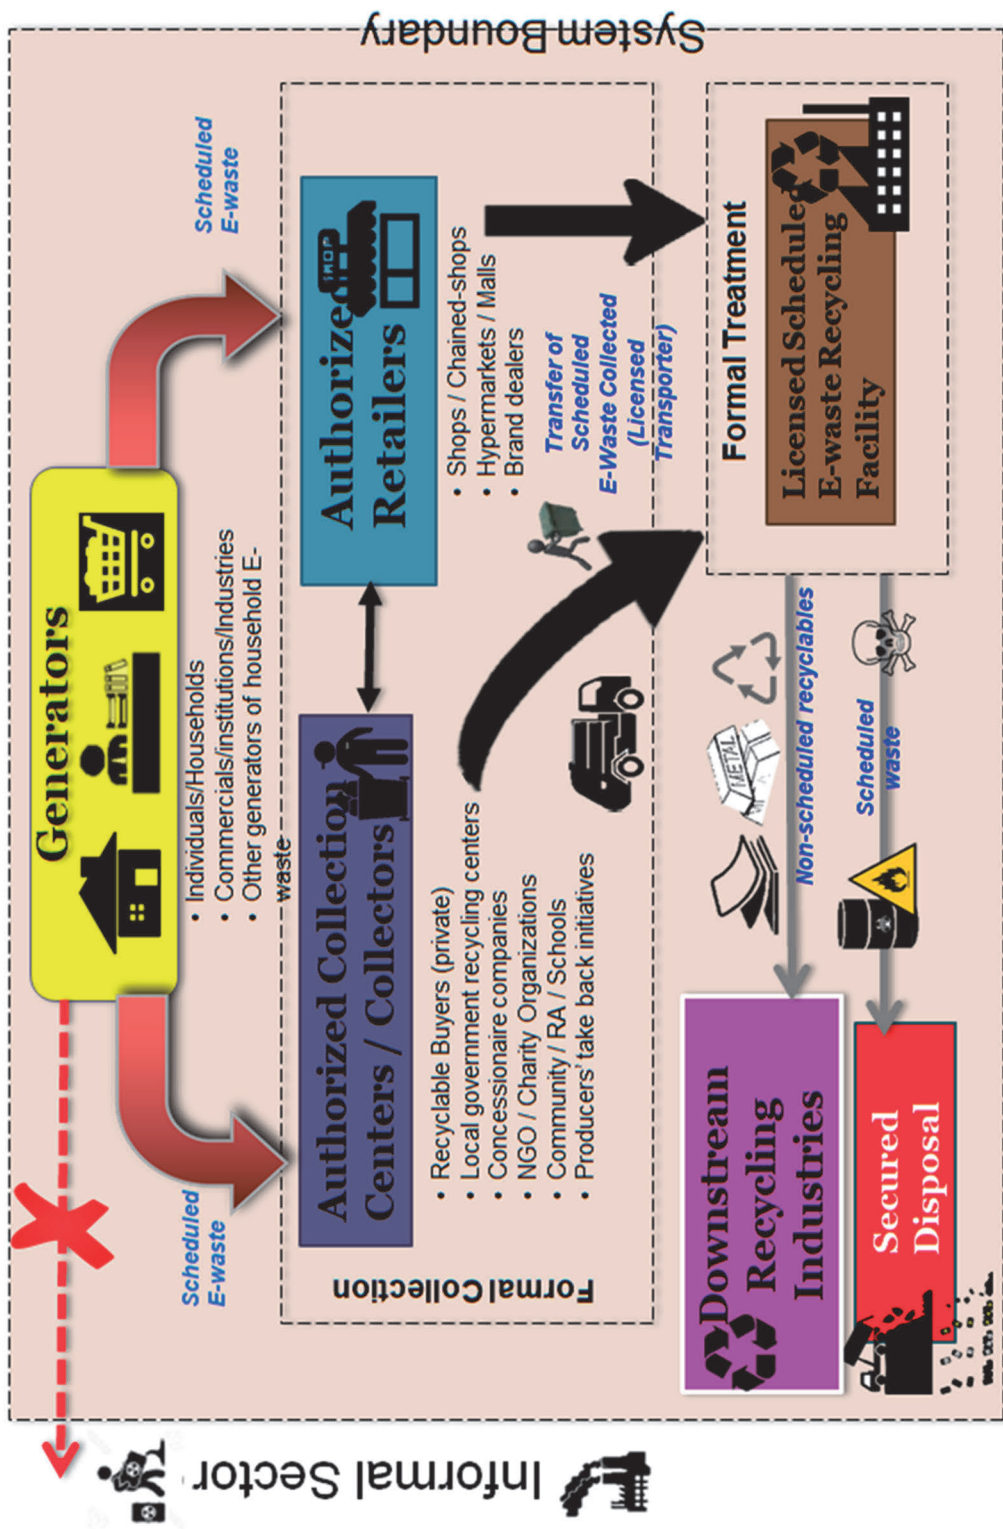 System Boundary
Informal Sector
Generators
• Individuals/Households
• Commercials/institutions/Industries
• Other generators of household E-
waste
Scheduled
E-waste
Scheduled
E-waste
Formal Collection
Authorized Collection
Centers / Collectors
• Recyclable Buyers (private)
• Local government recycling centers
• Concessionaire companies
• NGO / Charity Organizations
• Community / RA / Schools
• Producers' take back initiatives
Authorized
Retailers
SHOP
• Shops / Chained-shops
• Hypermarkets / Malls
• Brand dealers
Transfer of
Scheduled
E-Waste Collected
(Licensed
Transporter)
Formal Treatment
Licensed Scheduled
E-waste Recycling
Facility
METAL
Non-scheduled recyclables
Scheduled
waste
Downstream
Recycling
Industries
Secured
Disposal